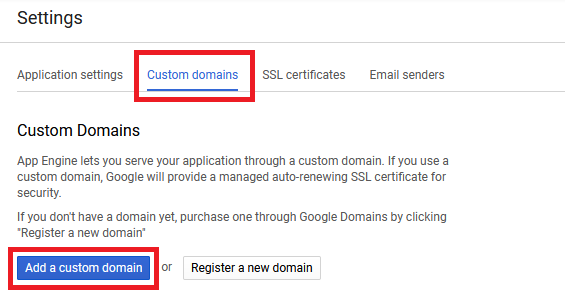 Settings
Application settings Custom domains SSL certificates Email senders
Custom Domains
App Engine lets you serve your application through a custom domain. If you use a
custom domain, Google will provide a managed auto-renewing SSL certificate for
security.
If you don't have a domain yet, purchase one through Google Domains by clicking
"Register a new domain"
Add a custom domain or Register a new domain